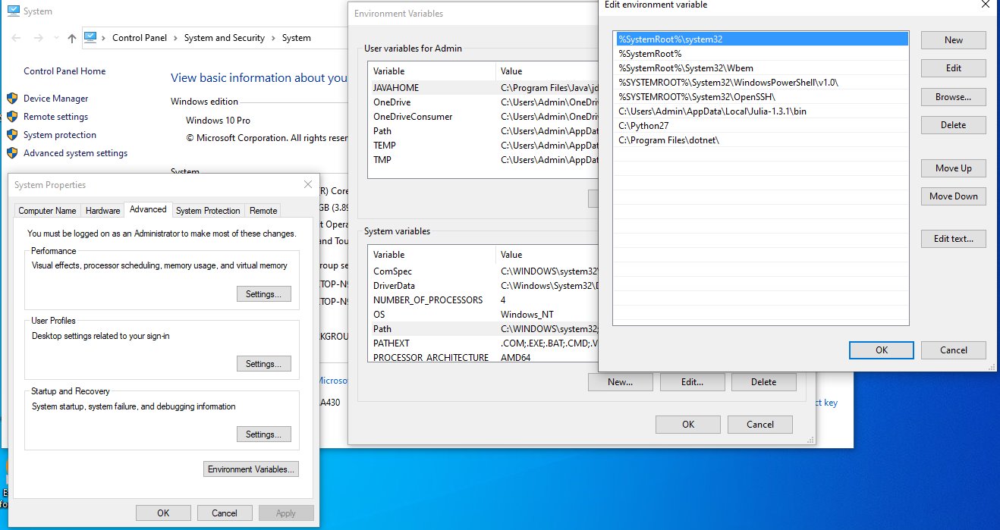 System
Control Panel > System and Security > System
Control Panel Home
Device Manager
Remote settings
System protection
Advanced system settings
View basic information about you
Windows edition
Windows 10 Pro
© Microsoft Corporation. All rights reser
System
System Properties
Computer Name
Hardware
Advanced
System Protection
Remote
You must be logged on as an Administrator to make most of these changes.
Performance
Visual effects, processor scheduling, memory usage, and virtual memory
Settings...
User Profiles
Desktop settings related to your sign-in
Settings...
Startup and Recovery
System startup, system failure, and debugging information
Settings...
Environment Variables...
OK
Cancel
Apply
(R) Core
GB (3.89
t Opera
and Tou
roup se
TOP-N9
TOP-N9
KGROU
Microso
A430
ct key
Environment Variables
User variables for Admin
Variable Value
JAVAHOME C:\Program Files\Java\jd
OneDrive C:\Users\Admin\OneDri
OneDriveConsumer C:\Users\Admin\OneDri
Path C:\Users\Admin\AppDat
TEMP C:\Users\Admin\AppDat
TMP C:\Users\Admin\AppDat
System variables
Variable Value
ComSpec C:\WINDOWS\system32\
DriverData C:\Windows\System32\D
NUMBER_OF_PROCESSORS 4
OS Windows_NT
Path C:\WINDOWS\system32;
PATHEXT .COM;.EXE;.BAT;.CMD;.V
PROCESSOR_ARCHITECTURE AMD64
New...
Edit...
Delete
OK
Cancel
Edit environment variable
%SystemRoot%\system32
%SystemRoot%
%SystemRoot%\System32\Wbem
%SYSTEMROOT%\System32\WindowsPowerShell\v1.0\
%SYSTEMROOT%\System32\OpenSSH\
C:\Users\Admin\AppData\Local\Julia-1.3.1\bin
C:\Python27
C:\Program Files\dotnet\
New
Edit
Browse...
Delete
Move Up
Move Down
Edit text...
OK
Cancel